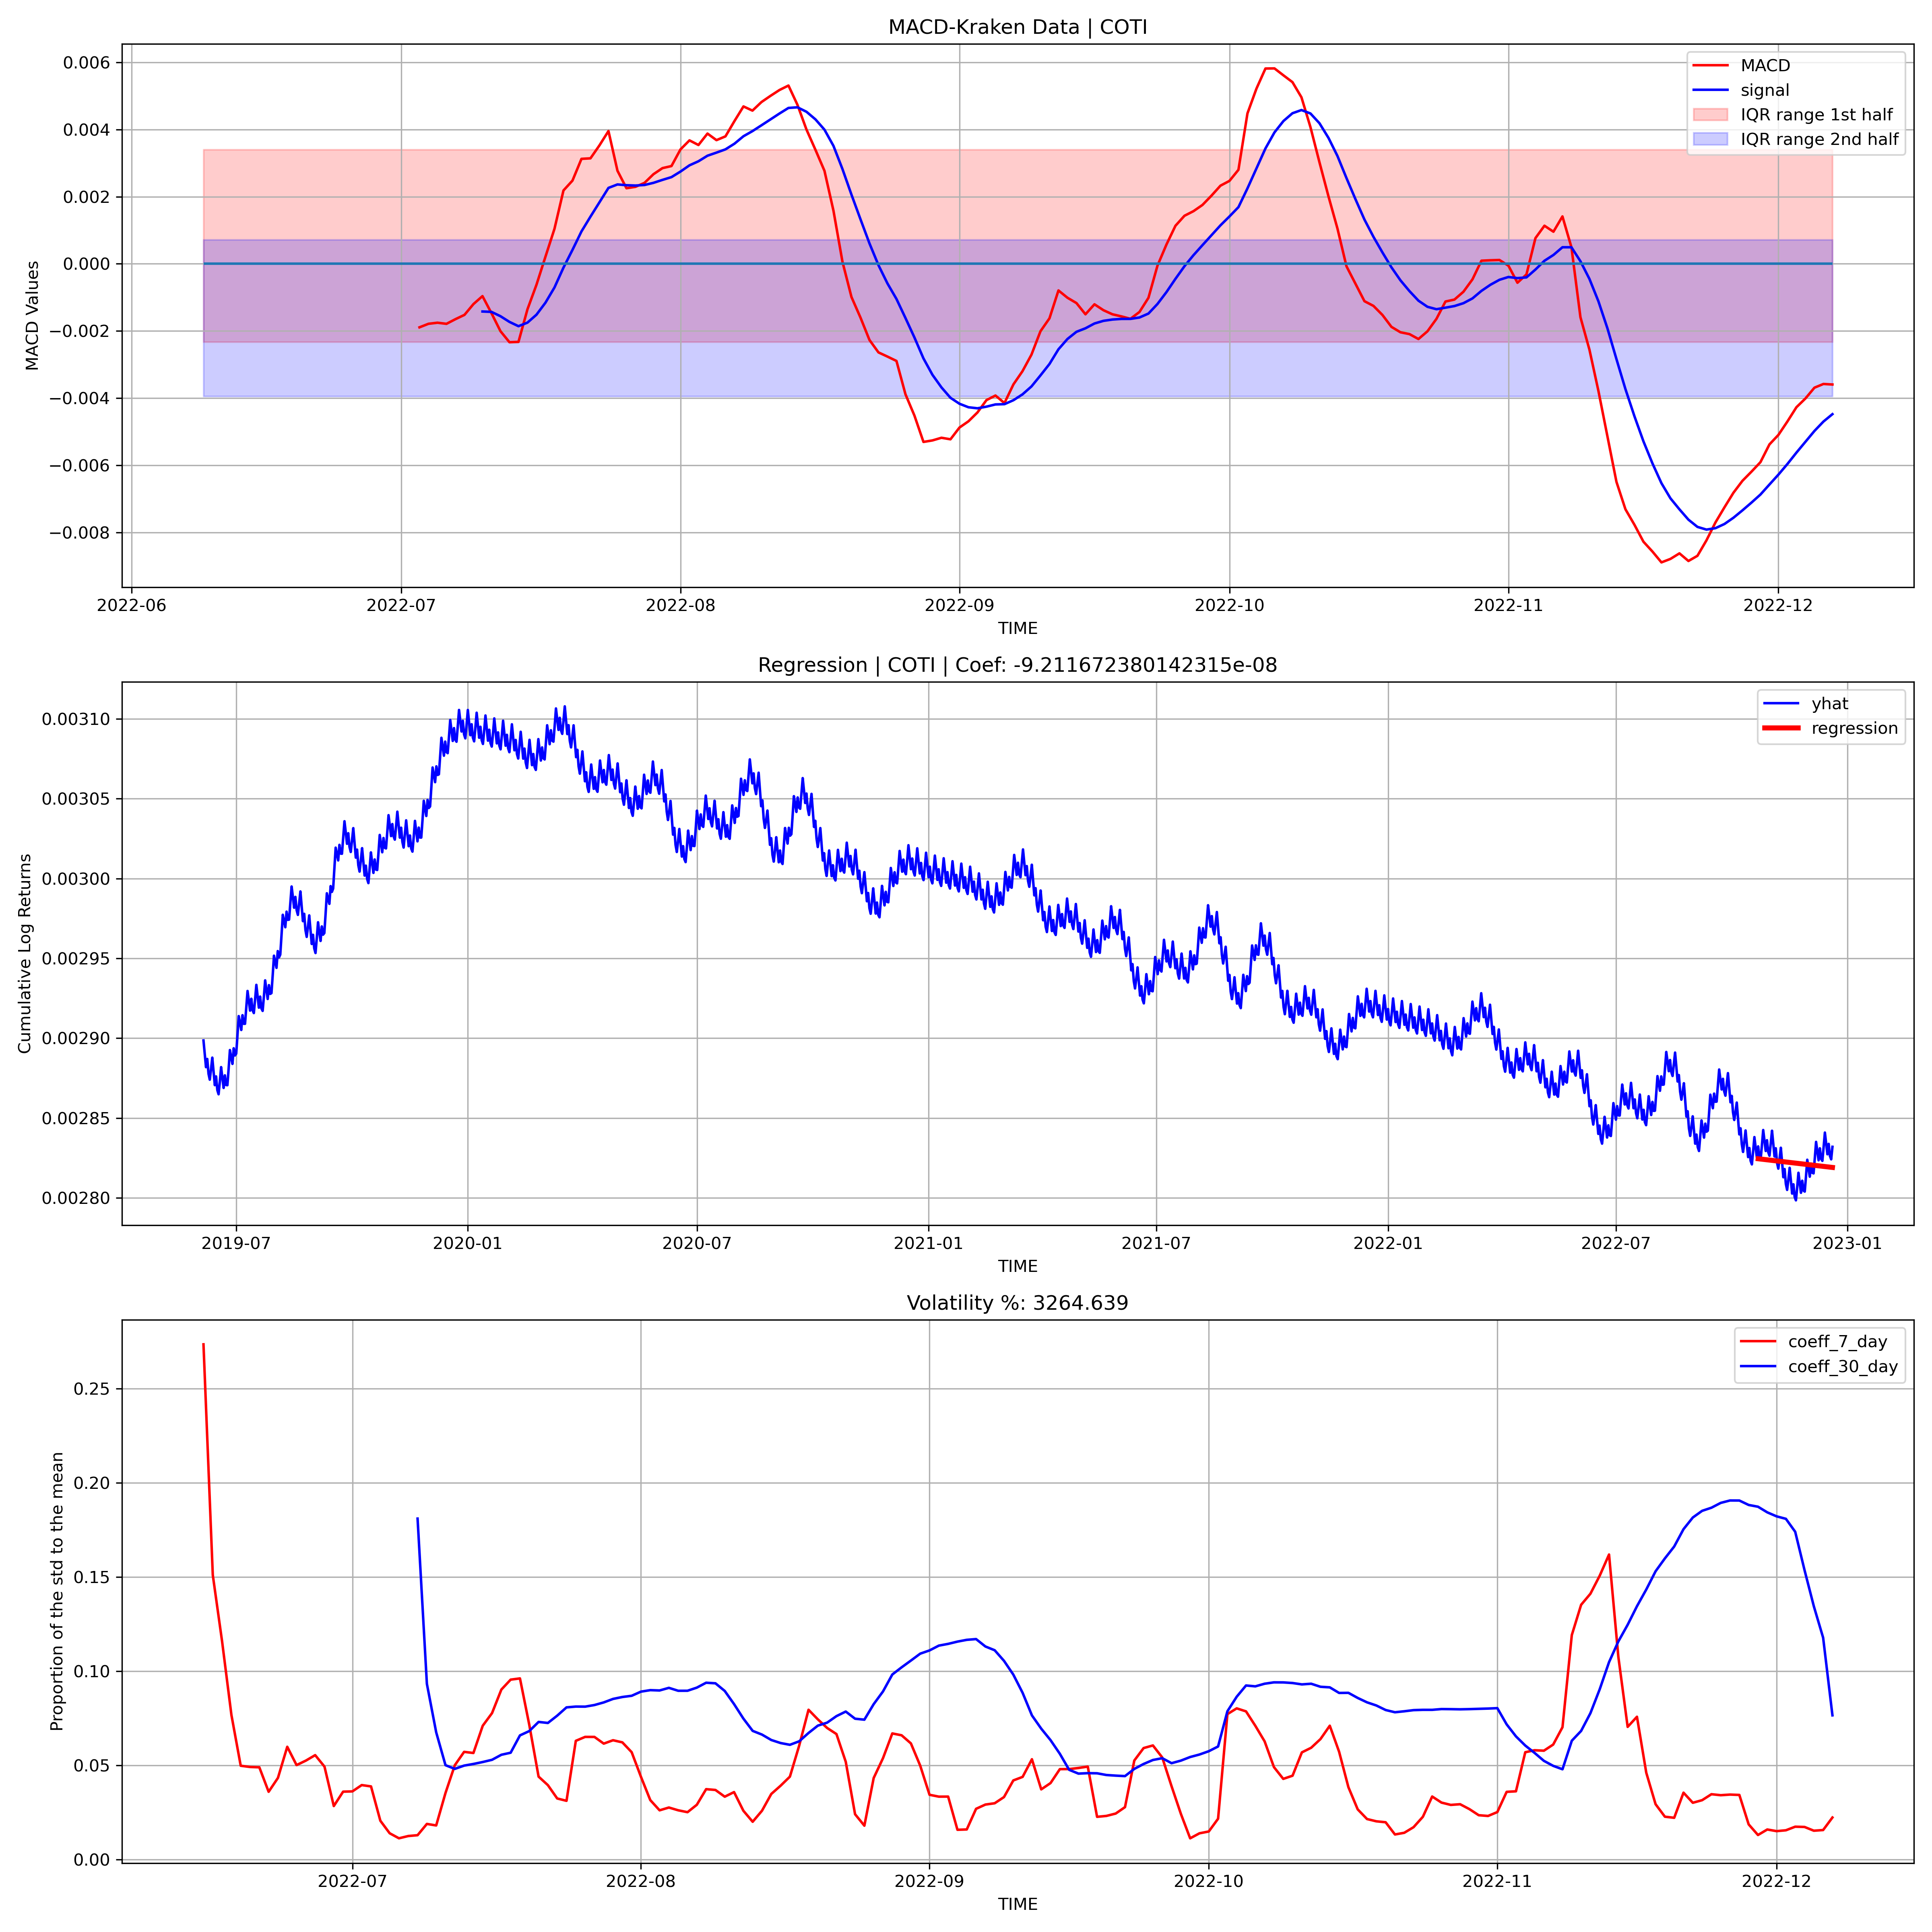 MACD-Kraken Data | COTI
MACD Values
0.006
0.004
0.002
0.000
−0.002
−0.004
−0.006
−0.008
MACD
signal
IQR range 1st half
IQR range 2nd half
2022-06 2022-07 2022-08 2022-09 2022-10 2022-11 2022-12
TIME
Regression | COTI | Coef: -9.211672380142315e-08
Cumulative Log Returns
0.00310
0.00305
0.00300
0.00295
0.00290
0.00285
0.00280
yhat
regression
2019-07 2020-01 2020-07 2021-01 2021-07 2022-01 2022-07 2023-01
TIME
Volatility %: 3264.639
Proportion of the std to the mean
0.25
0.20
0.15
0.10
0.05
0.00
coeff_7_day
coeff_30_day
2022-07 2022-08 2022-09 2022-10 2022-11 2022-12
TIME